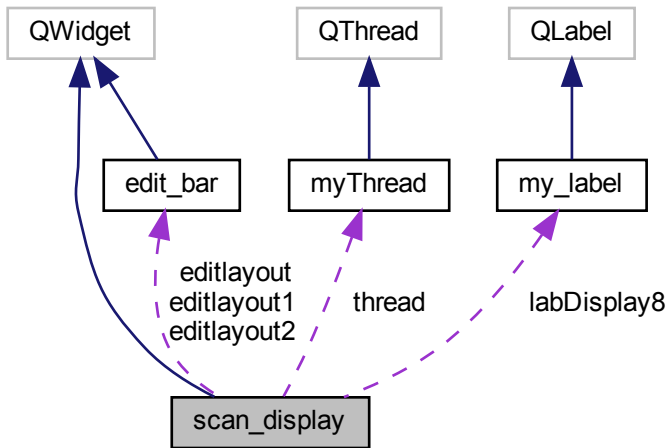 QWidget
QThread
QLabel
edit_bar
myThread
my_label
editlayout
editlayout1
editlayout2
thread
labDisplay8
scan_display